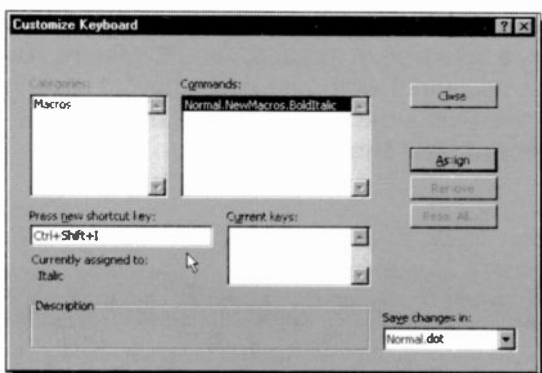 Customize Keyboard
Categories:
Commands:
Macros
Normal.NewMacros.BoldItalic
Close
Assign
Remove
Reset All...
Press new shortcut key:
Current keys:
Ctrl+Shift+I
Currently assigned to:
Italic
Description
Save changes in:
Normal.dot